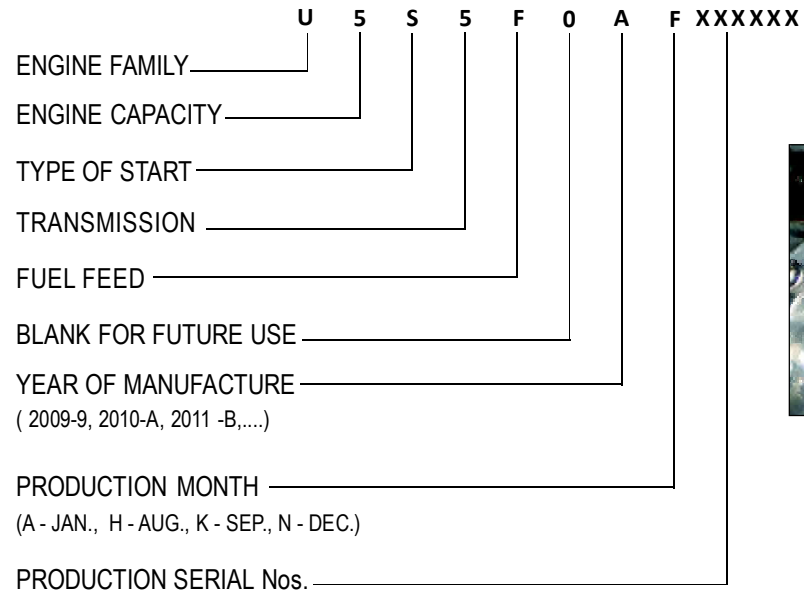 U 5 S 5 F 0 A F XXXXXX
ENGINE FAMILY
ENGINE CAPACITY
TYPE OF START
TRANSMISSION
FUEL FEED
BLANK FOR FUTURE USE
YEAR OF MANUFACTURE
( 2009-9, 2010-A, 2011 -B,....)
PRODUCTION MONTH
(A - JAN., H - AUG., K - SEP., N - DEC.)
PRODUCTION SERIAL Nos.